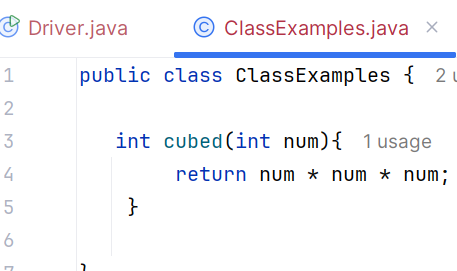 Driver.java ClassExamples.java
1 public class ClassExamples { 2
2
3 int cubed(int num){ 1 usage
4 return num * num * num;
5 }
6
7 }